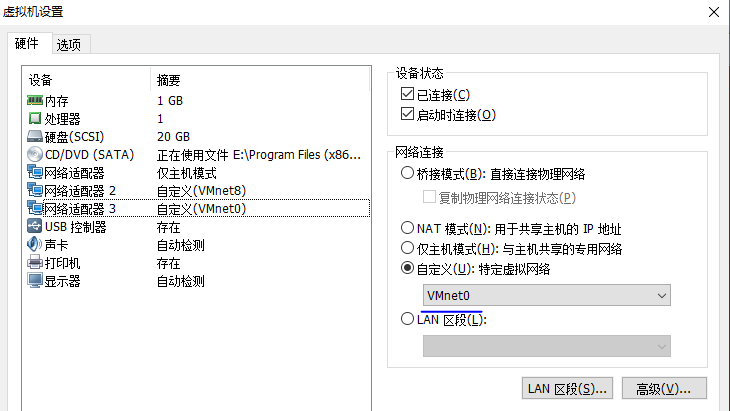 虚拟机设置
硬件 选项
设备 摘要
内存 1 GB
处理器 1
硬盘(SCSI) 20 GB
CD/DVD (SATA) 正在使用文件 E:\Program Files (x86...
网络适配器 仅主机模式
网络适配器 2 自定义(VMnet8)
网络适配器 3 自定义(VMnet0)
USB 控制器 存在
声卡 自动检测
打印机 存在
显示器 自动检测
设备状态
已连接(C)
启动时连接(O)
网络连接
桥接模式(B): 直接连接物理网络
复制物理网络连接状态(P)
NAT 模式(N): 用于共享主机的 IP 地址
仅主机模式(H): 与主机共享的专用网络
自定义(U): 特定虚拟网络
VMnet0
LAN 区段(L):
LAN 区段(S)... 高级(V)...